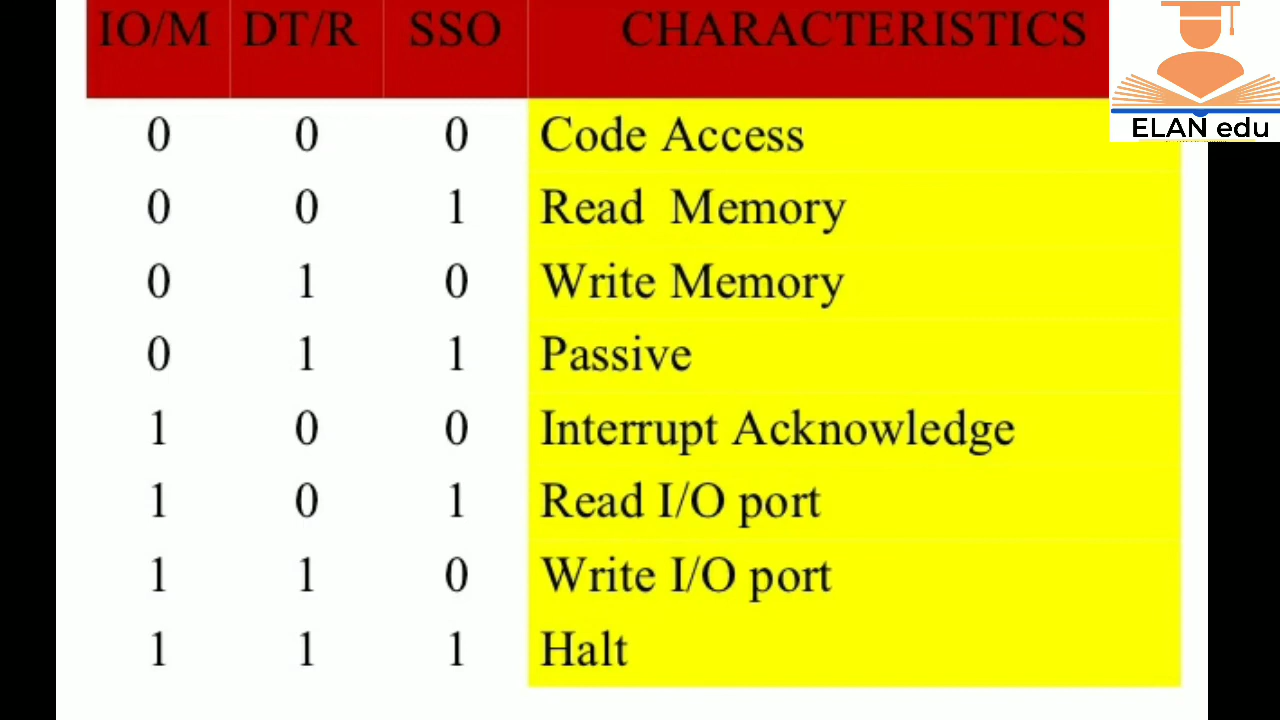 IO/M DT/R SSO CHARACTERISTICS
ELAN edu
0 0 0 Code Access
0 0 1 Read Memory
0 1 0 Write Memory
0 1 1 Passive
1 0 0 Interrupt Acknowledge
1 0 1 Read I/O port
1 1 0 Write I/O port
1 1 1 Halt